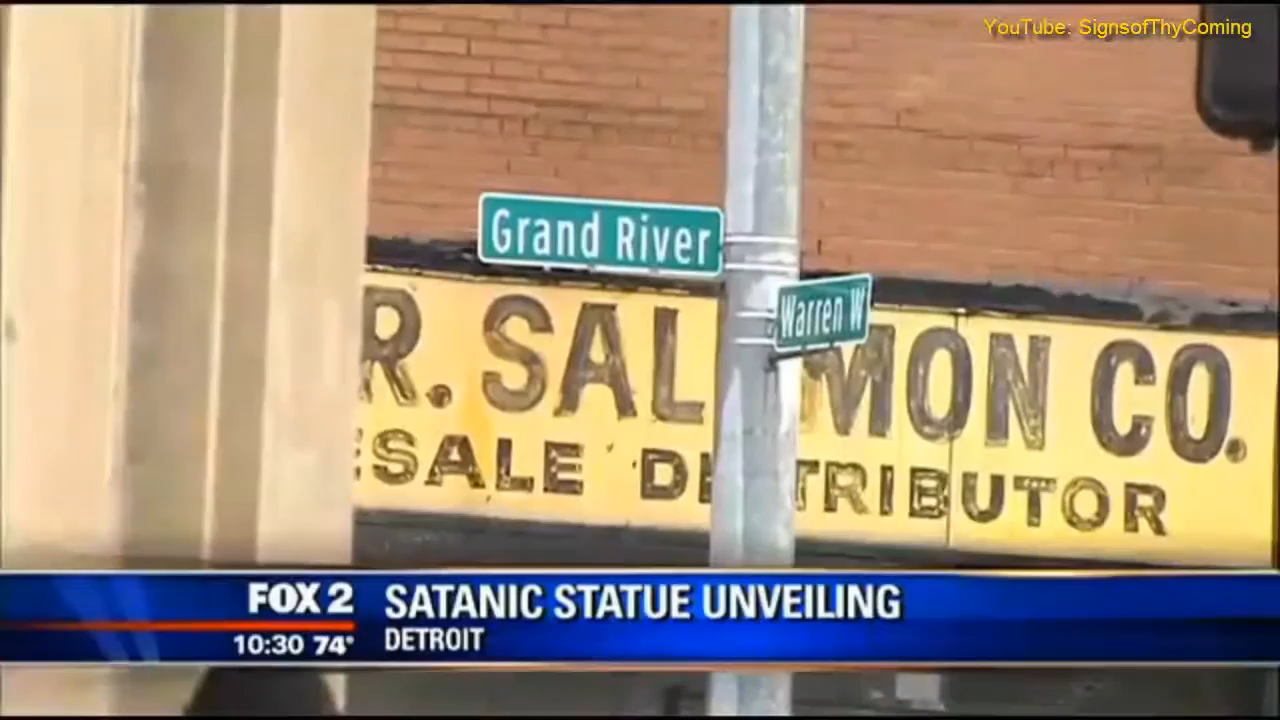 YouTube: SignsofThyComing
Grand River
Warren W
R. SAL MON CO.
ESALE DI TRIBUTOR
FOX 2
SATANIC STATUE UNVEILING
10:30 74°
DETROIT